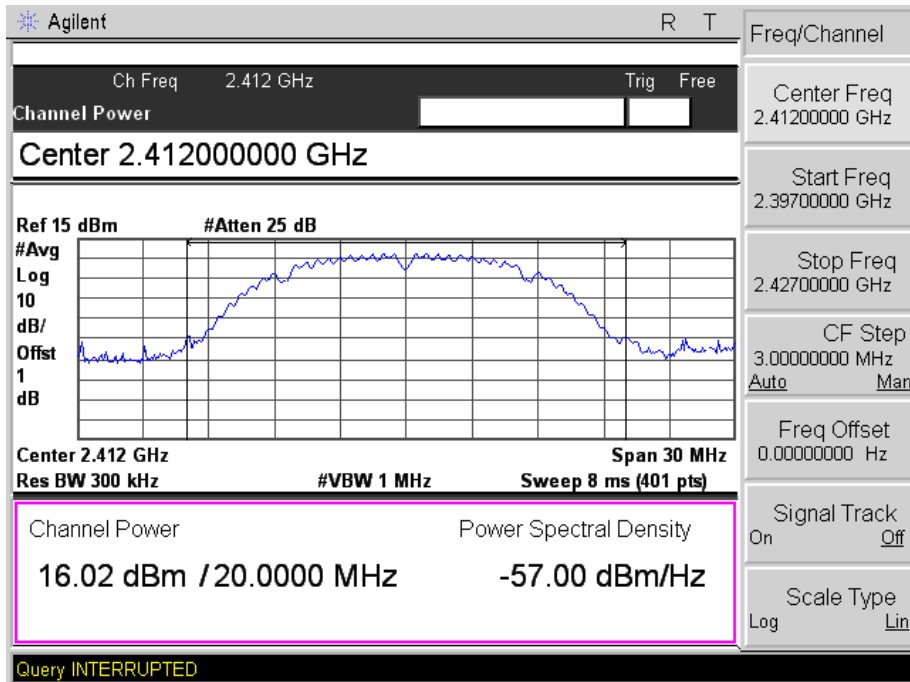 Agilent R T
Ch Freq 2.412 GHz Trig Free
Channel Power
Center 2.412000000 GHz
Ref 15 dBm #Atten 25 dB
#Avg
Log
10
dB/
Offst
1
dB
Center 2.412 GHz Span 30 MHz
Res BW 300 kHz #VBW 1 MHz Sweep 8 ms (401 pts)
Channel Power Power Spectral Density
16.02 dBm / 20.0000 MHz -57.00 dBm/Hz
Query INTERRUPTED
Freq/Channel
Center Freq
2.41200000 GHz
Start Freq
2.39700000 GHz
Stop Freq
2.42700000 GHz
CF Step
3.00000000 MHz
Auto Man
Freq Offset
0.00000000 Hz
Signal Track
On Off
Scale Type
Log Lin